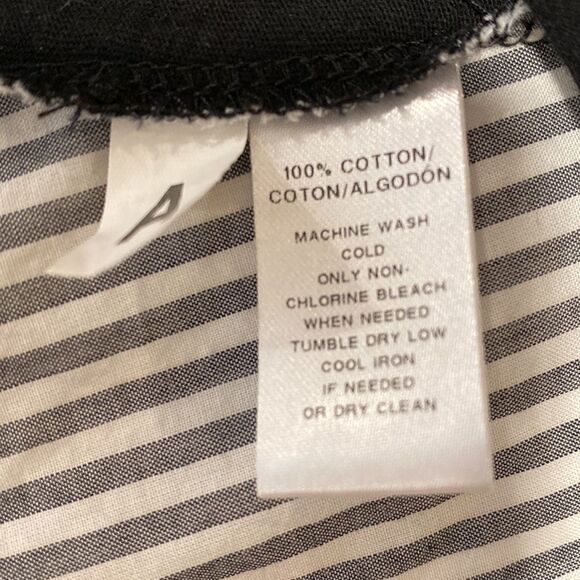 A
100% COTTON/
COTON/ALGODÓN
MACHINE WASH
COLD
ONLY NON-
CHLORINE BLEACH
WHEN NEEDED
TUMBLE DRY LOW
COOL IRON
IF NEEDED
OR DRY CLEAN